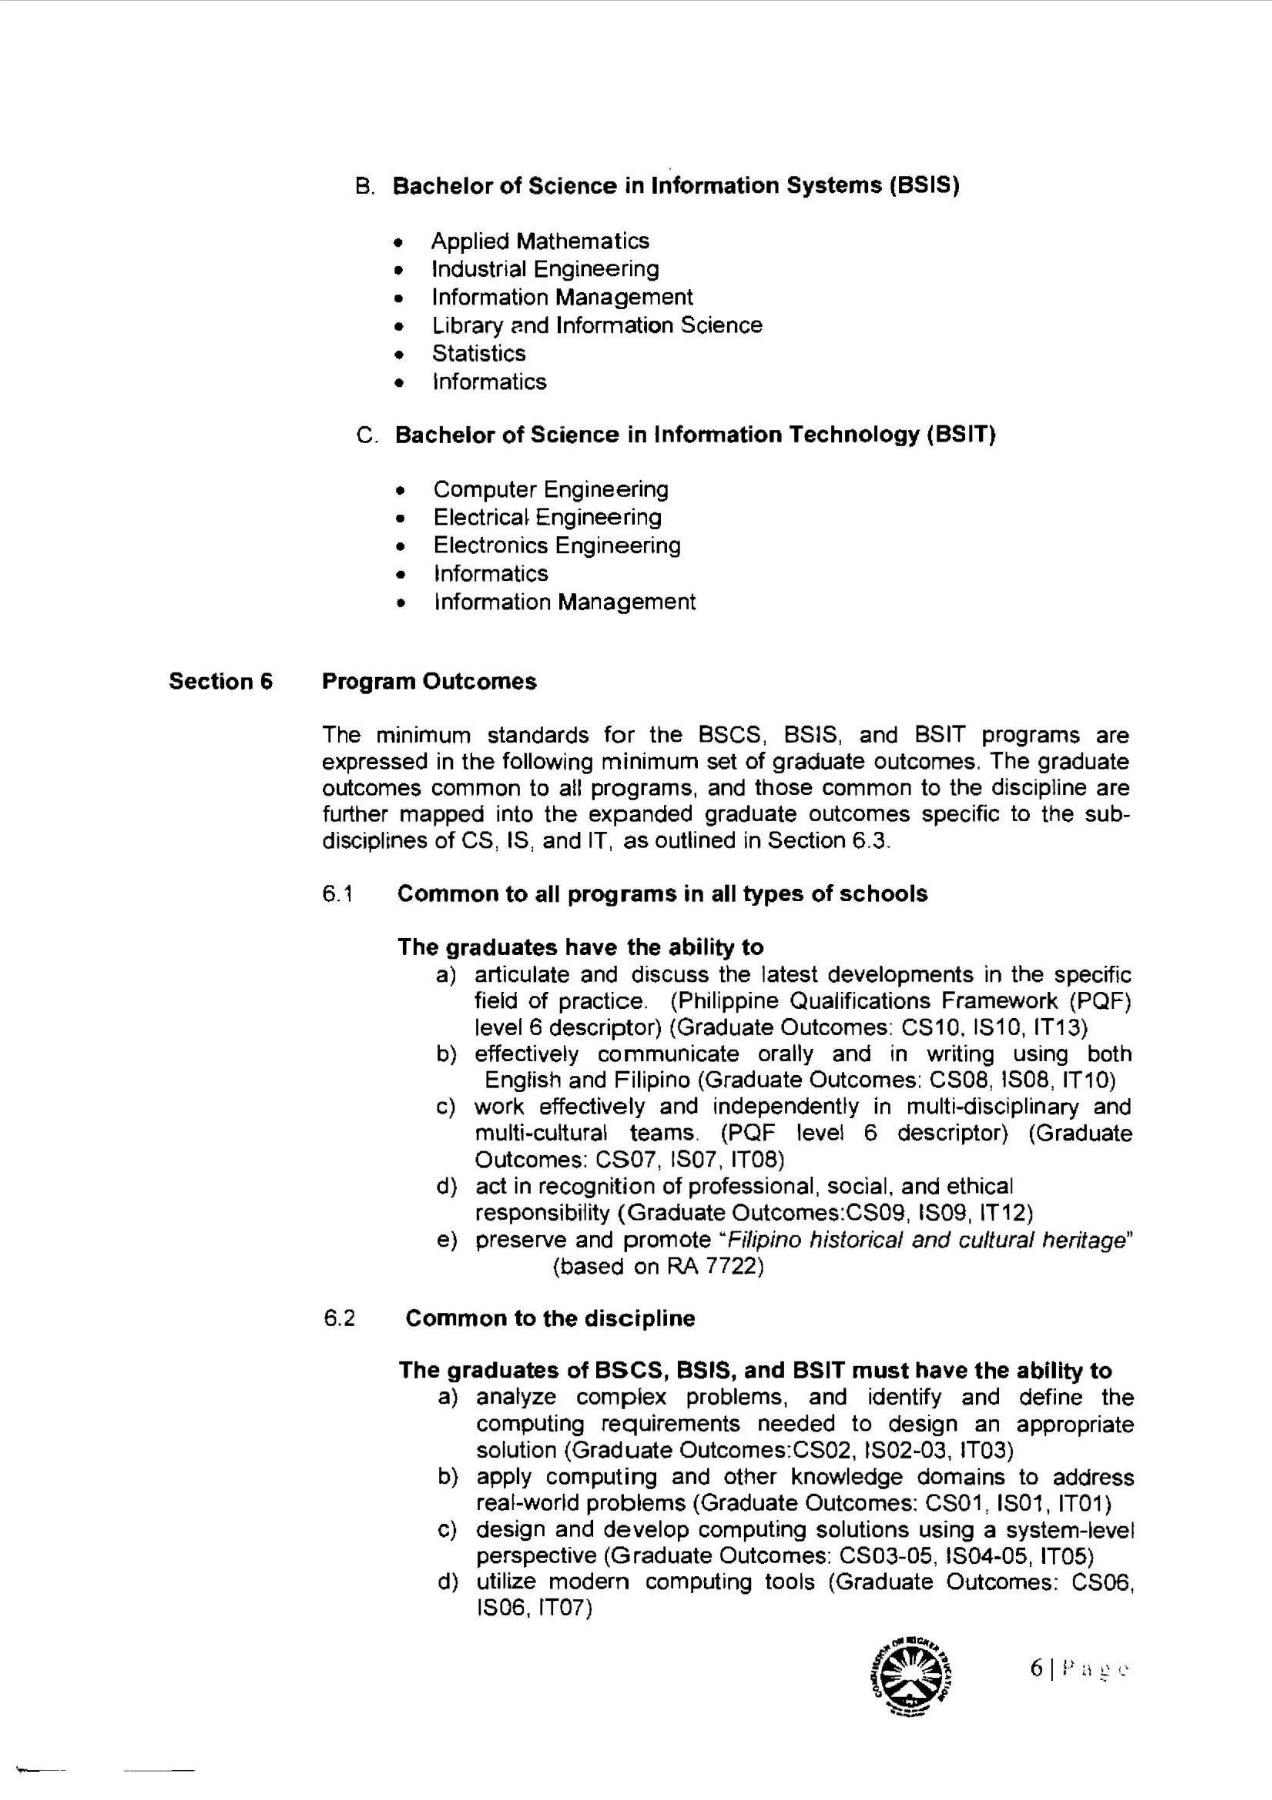 B. Bachelor of Science in Information Systems (BSIS)
• Applied Mathematics
• Industrial Engineering
• Information Management
• Library and Information Science
• Statistics
• Informatics
C. Bachelor of Science in Information Technology (BSIT)
• Computer Engineering
• Electrical Engineering
• Electronics Engineering
• Informatics
• Information Management
Section 6 Program Outcomes
The minimum standards for the BSCS, BSIS, and BSIT programs are
expressed in the following minimum set of graduate outcomes. The graduate
outcomes common to all programs, and those common to the discipline are
further mapped into the expanded graduate outcomes specific to the sub-
disciplines of CS, IS, and IT, as outlined in Section 6.3.
6.1 Common to all programs in all types of schools
The graduates have the ability to
a) articulate and discuss the latest developments in the specific
field of practice. (Philippine Qualifications Framework (PQF)
level 6 descriptor) (Graduate Outcomes: CS10, IS10, IT13)
b) effectively communicate orally and in writing using both
English and Filipino (Graduate Outcomes: CS08, IS08, IT10)
c) work effectively and independently in multi-disciplinary and
multi-cultural teams. (PQF level 6 descriptor) (Graduate
Outcomes: CS07, IS07, IT08)
d) act in recognition of professional, social, and ethical
responsibility (Graduate Outcomes:CS09, IS09, IT12)
e) preserve and promote "Filipino historical and cultural heritage"
(based on RA 7722)
6.2 Common to the discipline
The graduates of BSCS, BSIS, and BSIT must have the ability to
a) analyze complex problems, and identify and define the
computing requirements needed to design an appropriate
solution (Graduate Outcomes:CS02, IS02-03, IT03)
b) apply computing and other knowledge domains to address
real-world problems (Graduate Outcomes: CS01, IS01, IT01)
c) design and develop computing solutions using a system-level
perspective (Graduate Outcomes: CS03-05, IS04-05, IT05)
d) utilize modern computing tools (Graduate Outcomes: CS06,
IS06, IT07)
COMMISSION ON HIGHER EDUCATION
6 | Page